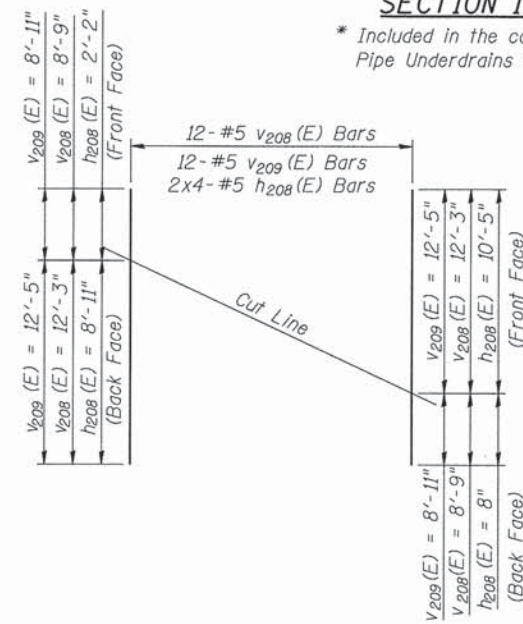 SECTION
* Included in the
Pipe Underdrains
v209 (E) = 8'-11"
v208 (E) = 8'-9"
h208 (E) = 2'-2"
(Front Face)
12-#5 v208 (E) Bars
12-#5 v209 (E) Bars
2x4-#5 h208 (E) Bars
v209 (E) = 12'-5"
v208 (E) = 12'-3"
h208 (E) = 8'-11"
(Back Face)
Cut Line
v209 (E) = 12'-5"
v208 (E) = 12'-3"
h208 (E) = 10'-5"
(Front Face)
v209 (E) = 8'-11"
v208 (E) = 8'-9"
h208 (E) = 8"
(Back Face)